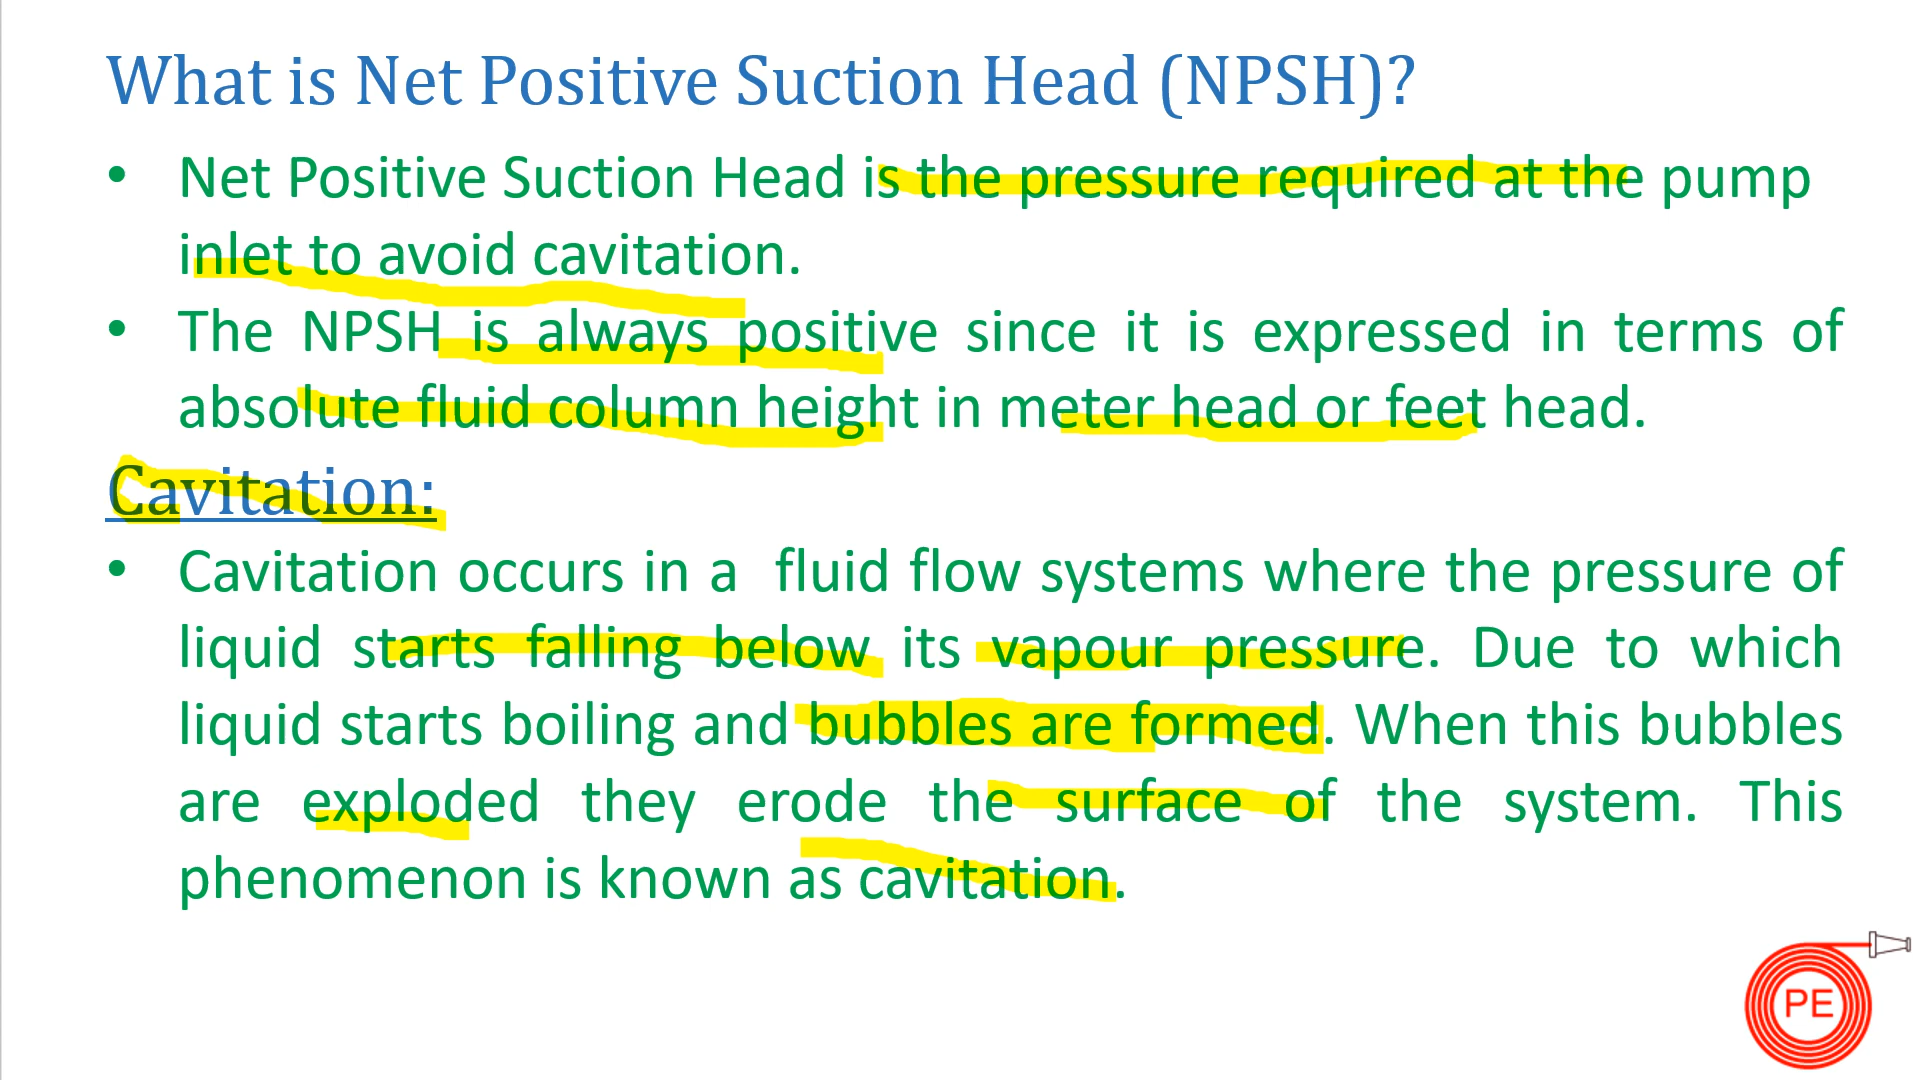 What is Net Positive Suction Head (NPSH)?
• Net Positive Suction Head is the pressure required at the pump
inlet to avoid cavitation.
• The NPSH is always positive since it is expressed in terms of
absolute fluid column height in meter head or feet head.
Cavitation:
• Cavitation occurs in a fluid flow systems where the pressure of
liquid starts falling below its vapour pressure. Due to which
liquid starts boiling and bubbles are formed. When this bubbles
are exploded they erode the surface of the system. This
phenomenon is known as cavitation.
PE